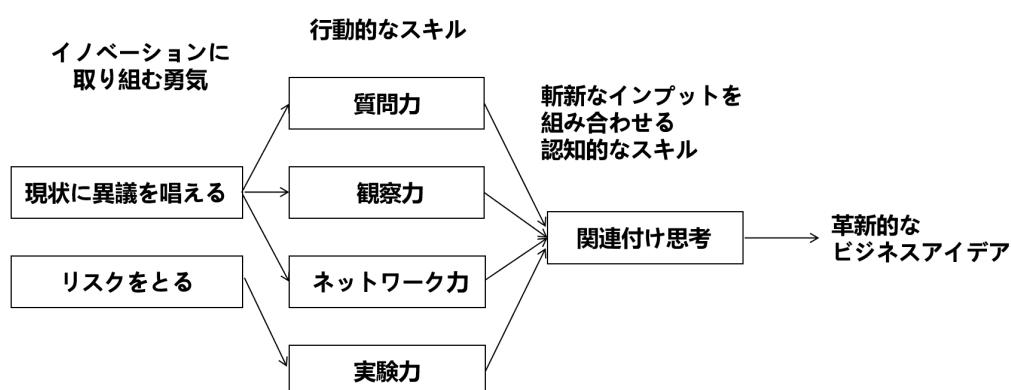 イノベーションに
取り組む勇気
行動的なスキル
斬新なインプットを
組み合わせる
認知的なスキル
現状に異議を唱える
リスクをとる
質問力
観察力
ネットワーク力
実験力
関連付け思考
革新的な
ビジネスアイデア